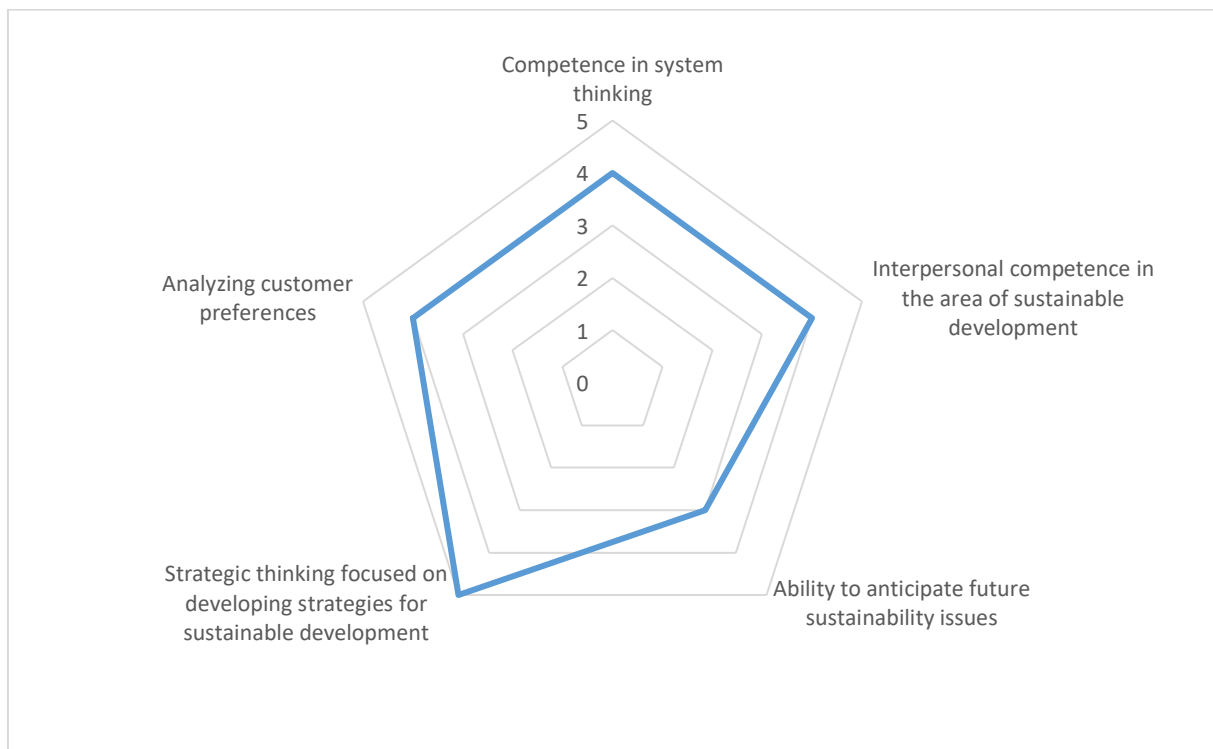 Competence in system
thinking
5
4
3
2
1
0
Interpersonal competence in
the area of sustainable
development
Analyzing customer
preferences
Strategic thinking focused on
developing strategies for
sustainable development
Ability to anticipate future
sustainability issues